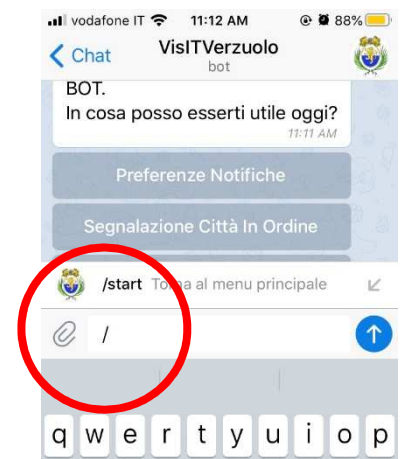 vodafone IT 11:12 AM 88%
Chat VisITVerzuolo
bot
BOT.
In cosa posso esserti utile oggi?
11:11 AM
Preferenze Notifiche
Segnalazione Città In Ordine
/start Torna al menu principale
/
q w e r t y u i o p